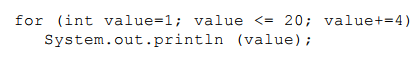 for (int value=1; value <= 20; value+=4)
System.out.println (value);